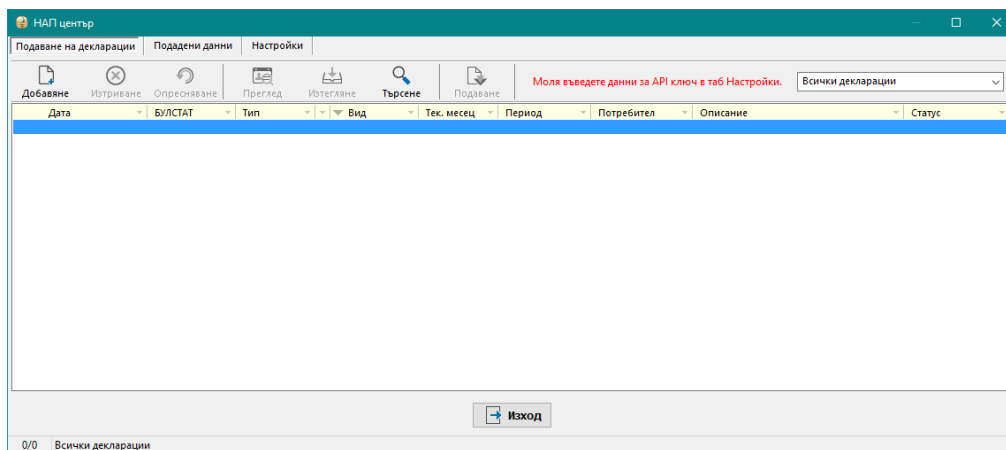 НАП център
Подаване на декларации Подадени данни Настройки
Добавяне Изтриване Опресняване Преглед Изтегляне Търсене Подаване Моля въведете данни за API ключ в таб Настройки. Всички декларации
Дата БУЛСТАТ Тип Вид Тек. месец Период Потребител Описание Статус
Изход
0/0 Всички декларации